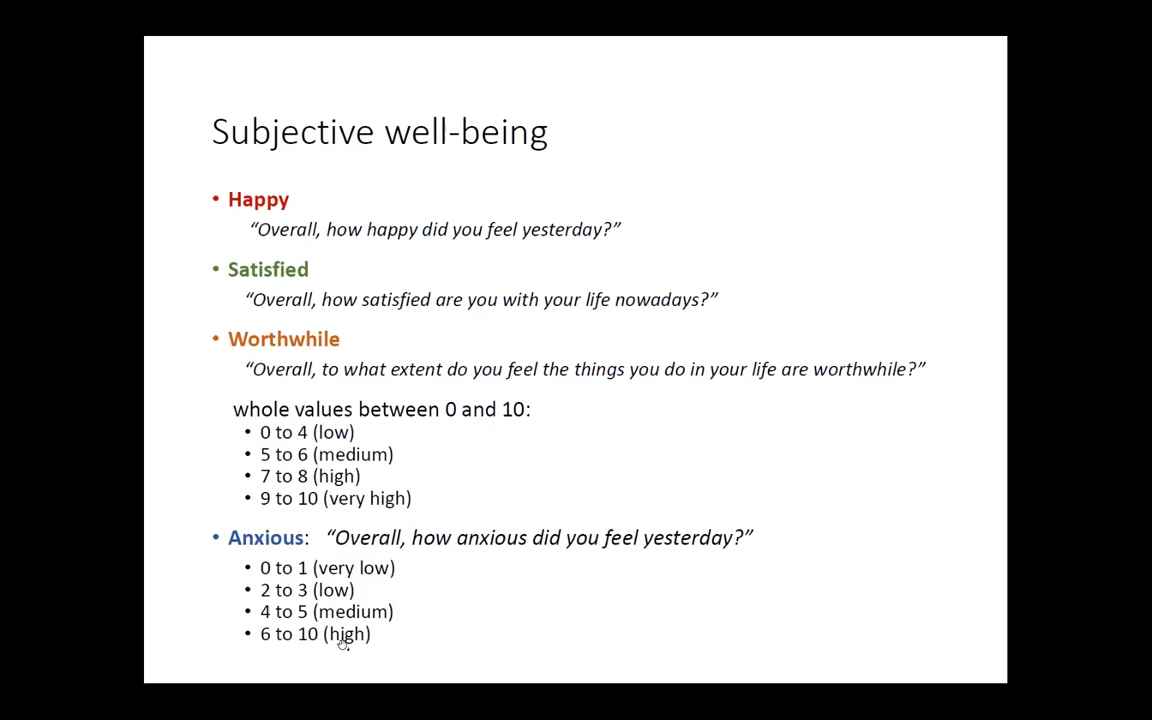 Subjective well-being
• Happy
“Overall, how happy did you feel yesterday?”
• Satisfied
“Overall, how satisfied are you with your life nowadays?”
• Worthwhile
“Overall, to what extent do you feel the things you do in your life are worthwhile?”
whole values between 0 and 10:
• 0 to 4 (low)
• 5 to 6 (medium)
• 7 to 8 (high)
• 9 to 10 (very high)
• Anxious: “Overall, how anxious did you feel yesterday?”
• 0 to 1 (very low)
• 2 to 3 (low)
• 4 to 5 (medium)
• 6 to 10 (high)